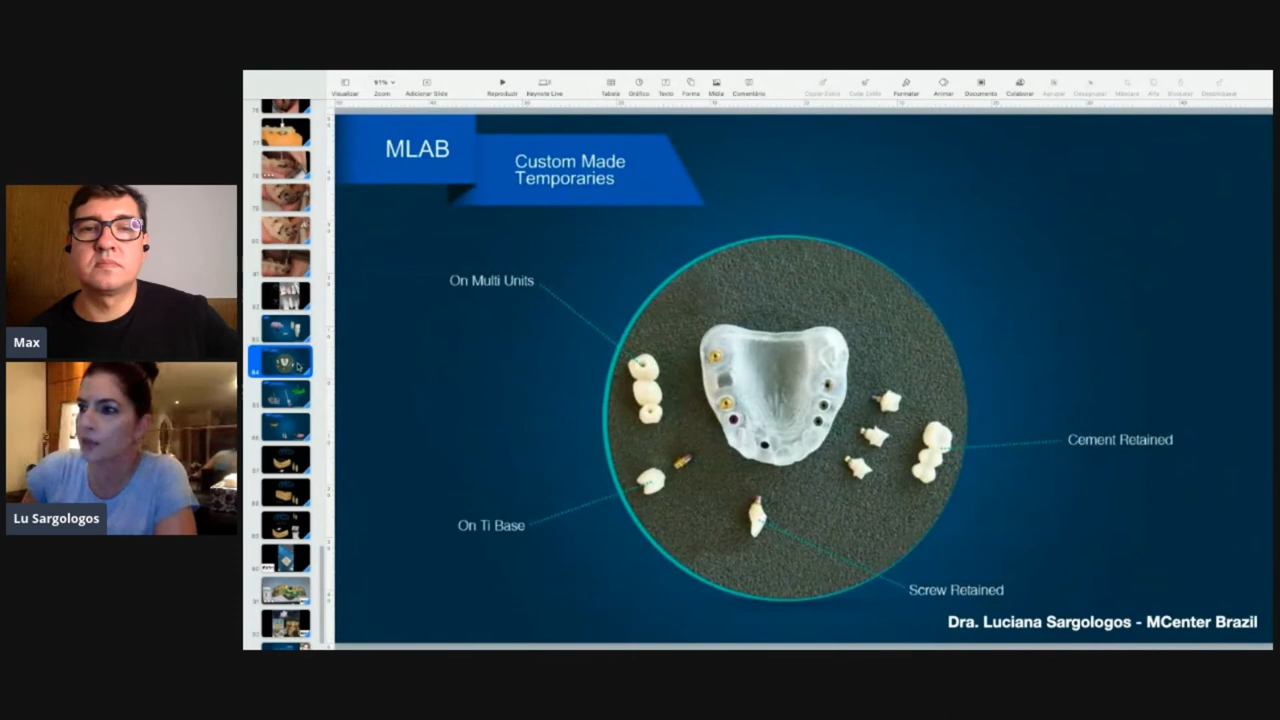 Visualizar
Zoom
Adicionar Slide
Reproduzir
Keynote Live
Tabela
Gráfico
Texto
Forma
Mídia
Comentário
Formatar
Animar
Documento
Colaborar
MLAB
Custom Made
Temporaries
On Multi Units
Cement Retained
On Ti Base
Screw Retained
Dra. Luciana Sargologos - MCenter Brazil
Max
Lu Sargologos